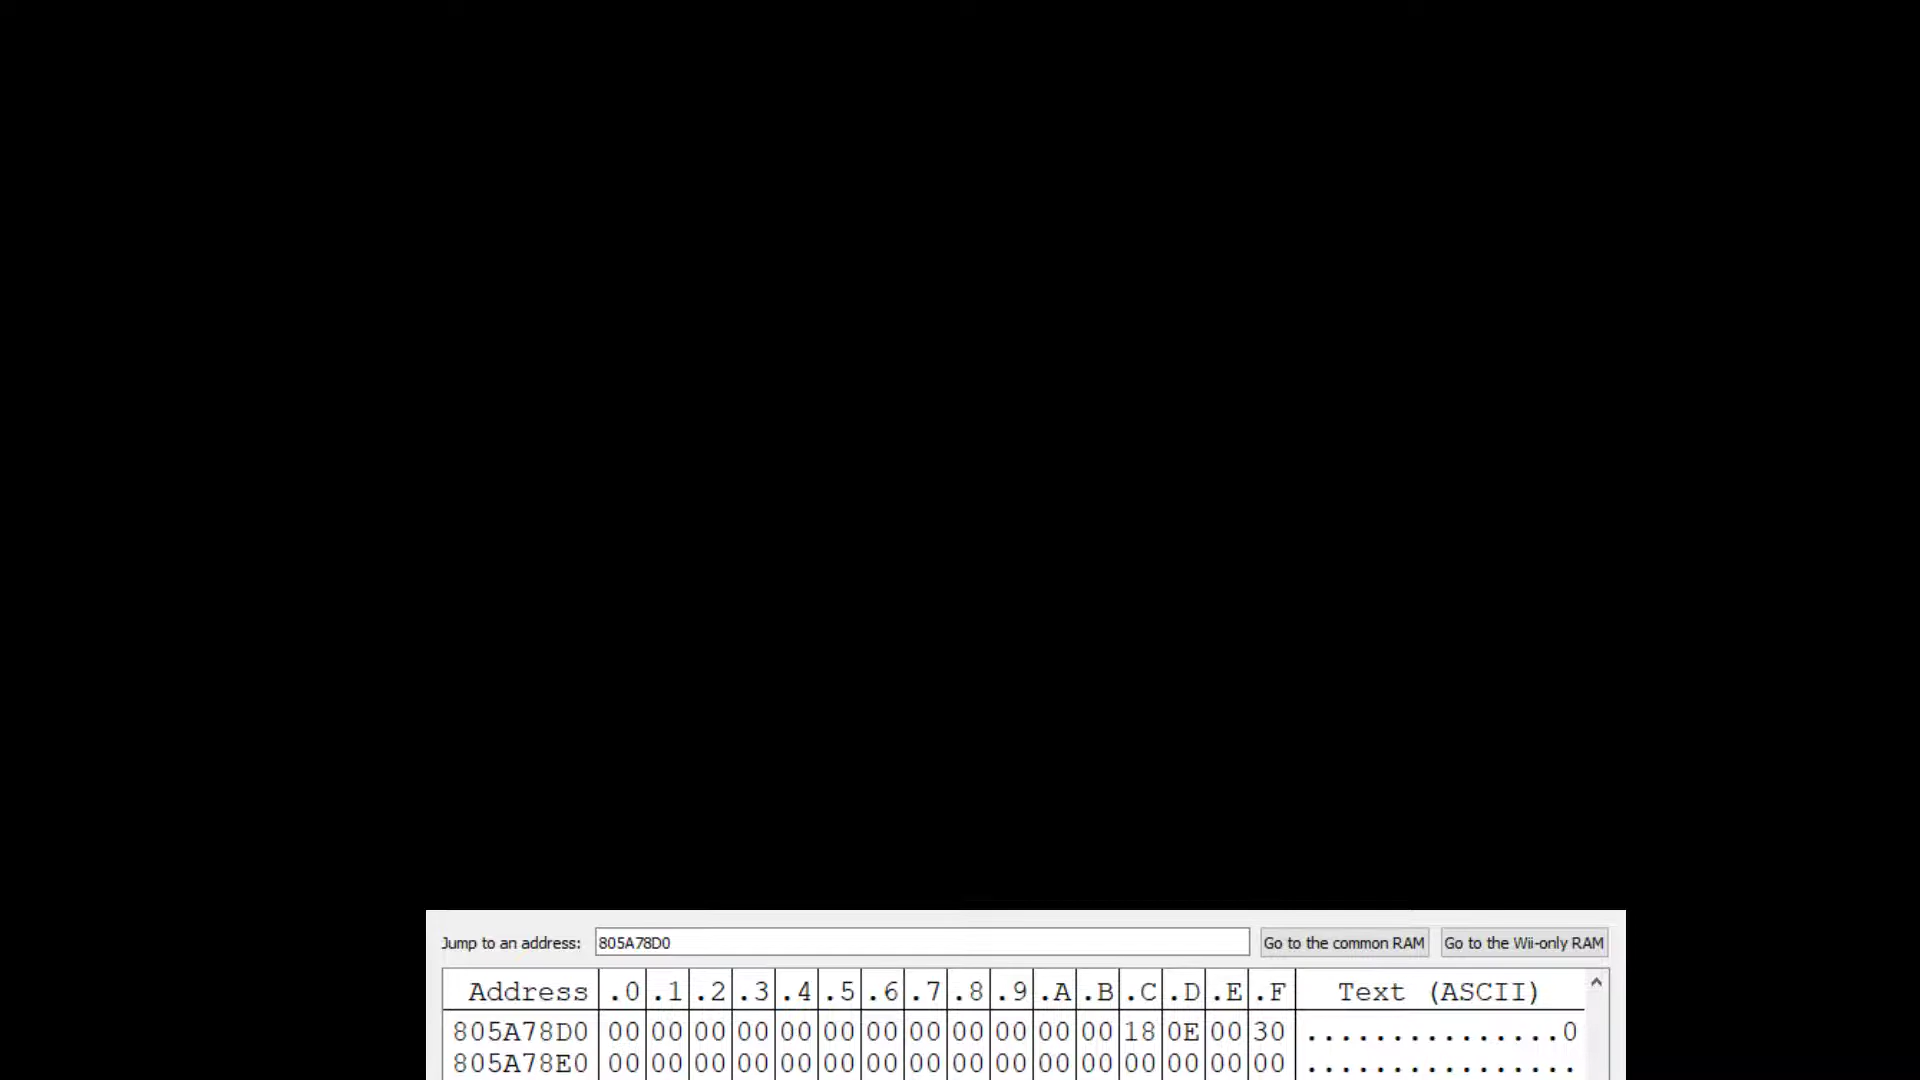 Jump to an address: 805A78D0 Go to the common RAM Go to the Wii-only RAM
Address .0 .1 .2 .3 .4 .5 .6 .7 .8 .9 .A .B .C .D .E .F Text (ASCII)
805A78D0 00 00 00 00 00 00 00 00 00 00 00 00 18 0E 00 30 ...............0
805A78E0 00 00 00 00 00 00 00 00 00 00 00 00 00 00 00 00 ................